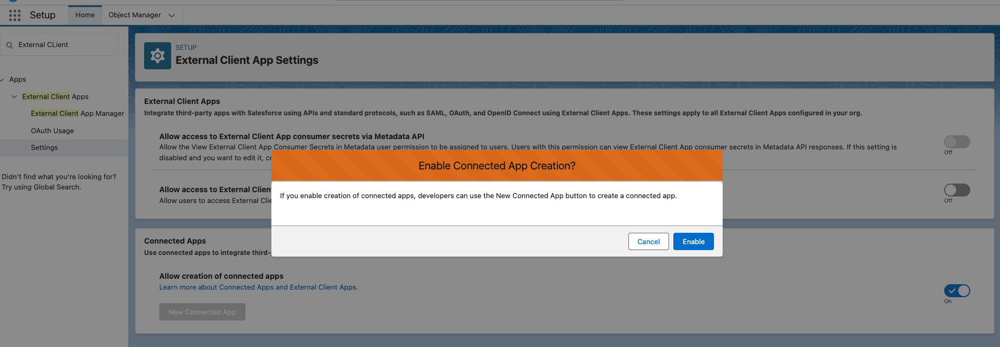 Setup
Home
Object Manager
External CLient
Apps
External Client Apps
External Client App Manager
OAuth Usage
Settings
Didn't find what you're looking for?
Try using Global Search.
SETUP
External Client App Settings
External Client Apps
Integrate third-party apps with Salesforce using APIs and standard protocols, such as SAML, OAuth, and OpenID Connect using External Client Apps. These settings apply to all External Client Apps configured in your org.
Allow access to External Client App consumer secrets via Metadata API
Allow the View External Client App Consumer Secrets in Metadata user permission to be assigned to users. Users with this permission can view External Client App consumer secrets in Metadata API responses. If this setting is
disabled and you want to edit it,
Off
Allow access to External Clien
Allow users to access External Clie
Off
Enable Connected App Creation?
If you enable creation of connected apps, developers can use the New Connected App button to create a connected app.
Cancel
Enable
Connected Apps
Use connected apps to integrate third-
Allow creation of connected apps
Learn more about Connected Apps and External Client Apps.
On
New Connected App